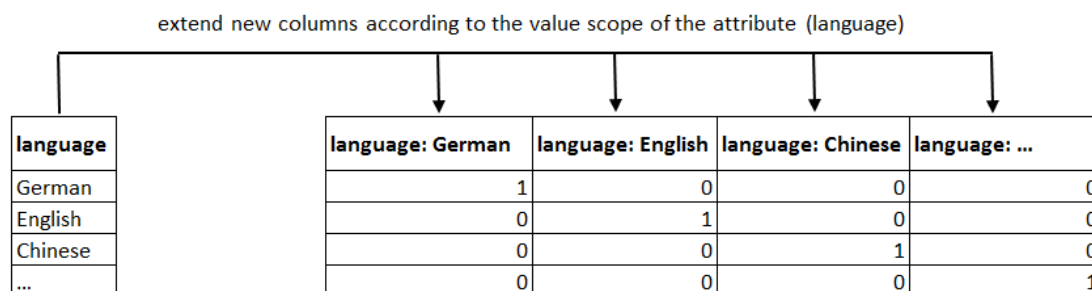 extend new columns according to the value scope of the attribute (language)
language language: German language: English language: Chinese language: ...
German 1 0 0 0
English 0 1 0 0
Chinese 0 0 1 0
... 0 0 0 1